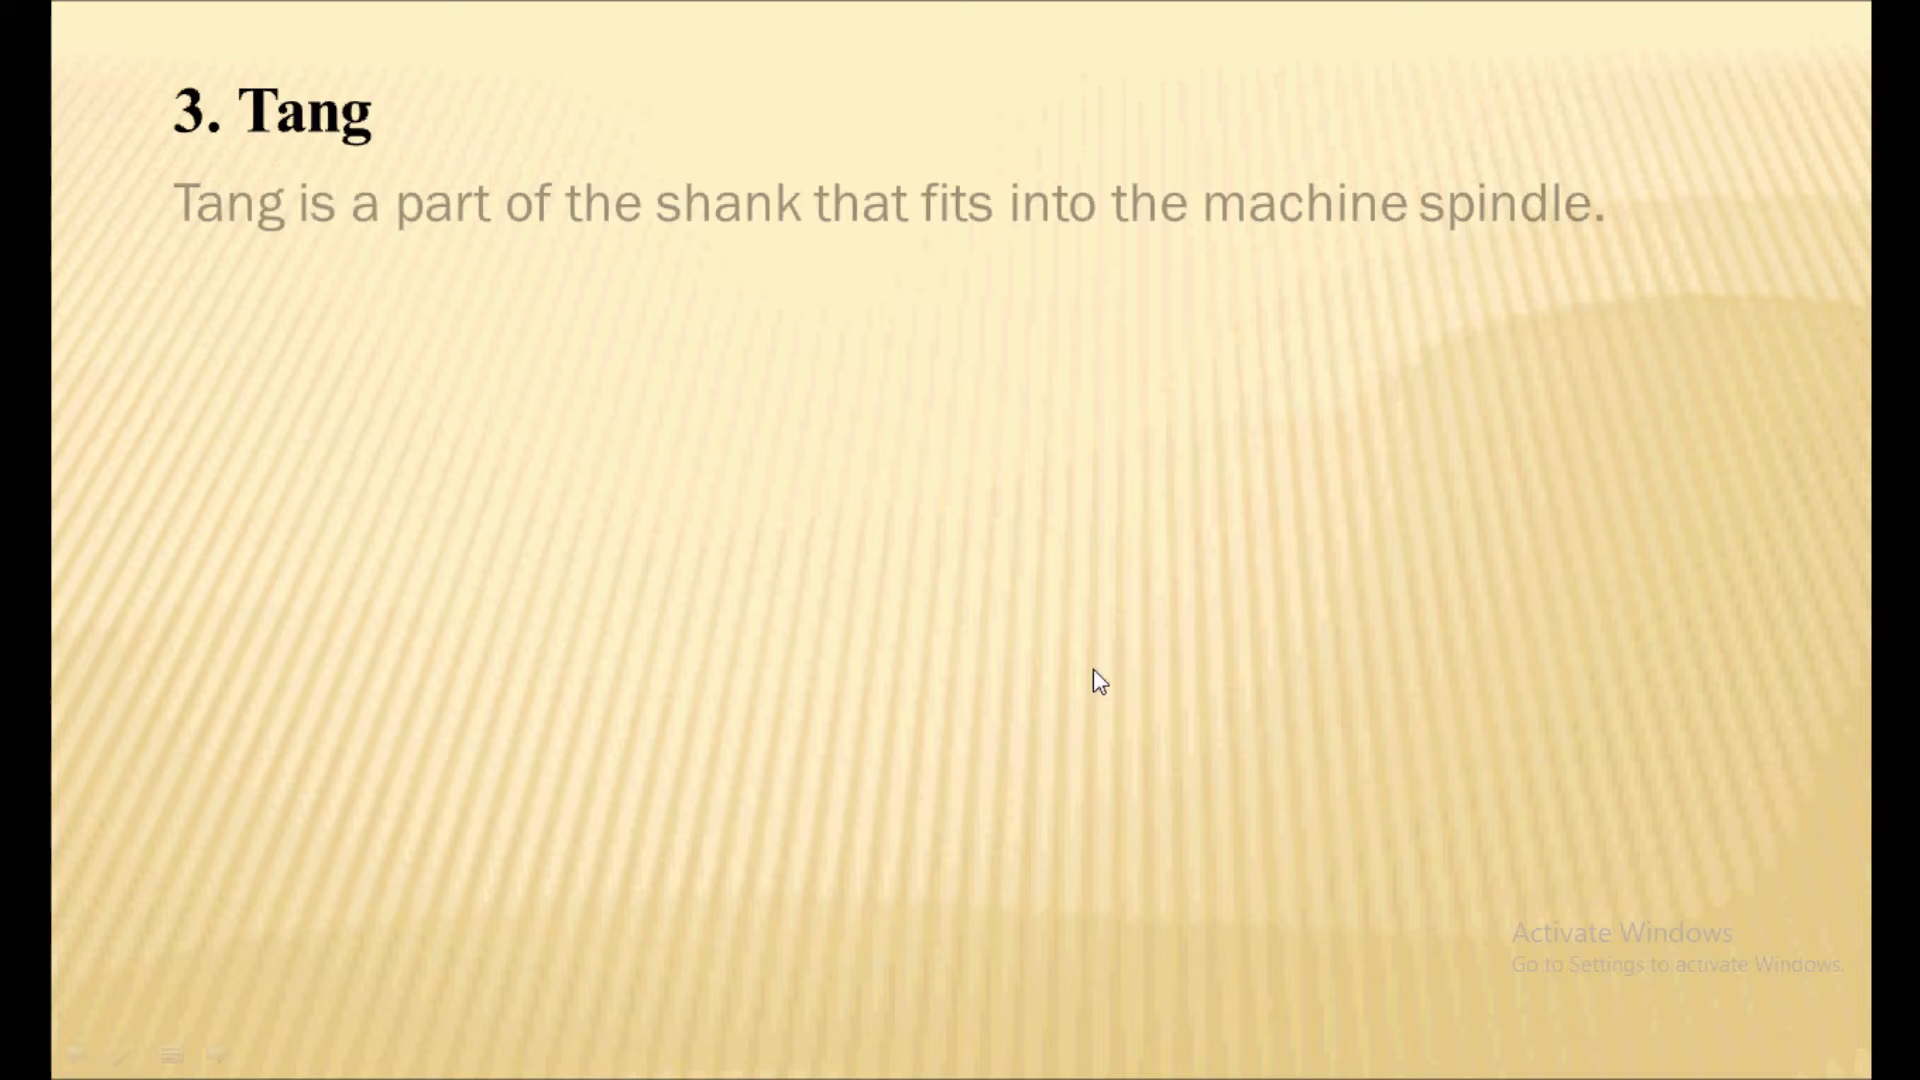 3. Tang
Tang is a part of the shank that fits into the machine spindle.
Activate Windows
Go to Settings to activate Windows.